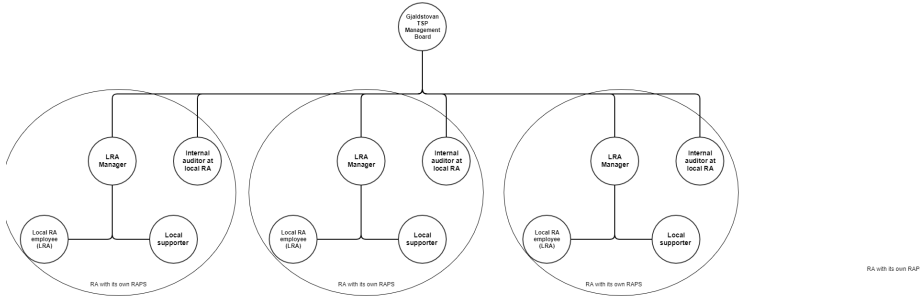 Gjaldstovan
TSP
Management
Board
LRA
Manager
Internal
auditor at
local RA
LRA
Manager
Internal
auditor at
local RA
LRA
Manager
Internal
auditor at
local RA
Local RA
employee
(LRA)
Local
supporter
Local RA
employee
(LRA)
Local
supporter
Local RA
employee
(LRA)
Local
supporter
RA with its own RAPS
RA with its own RAPS
RA with its own RAPS
RA with its own RAP